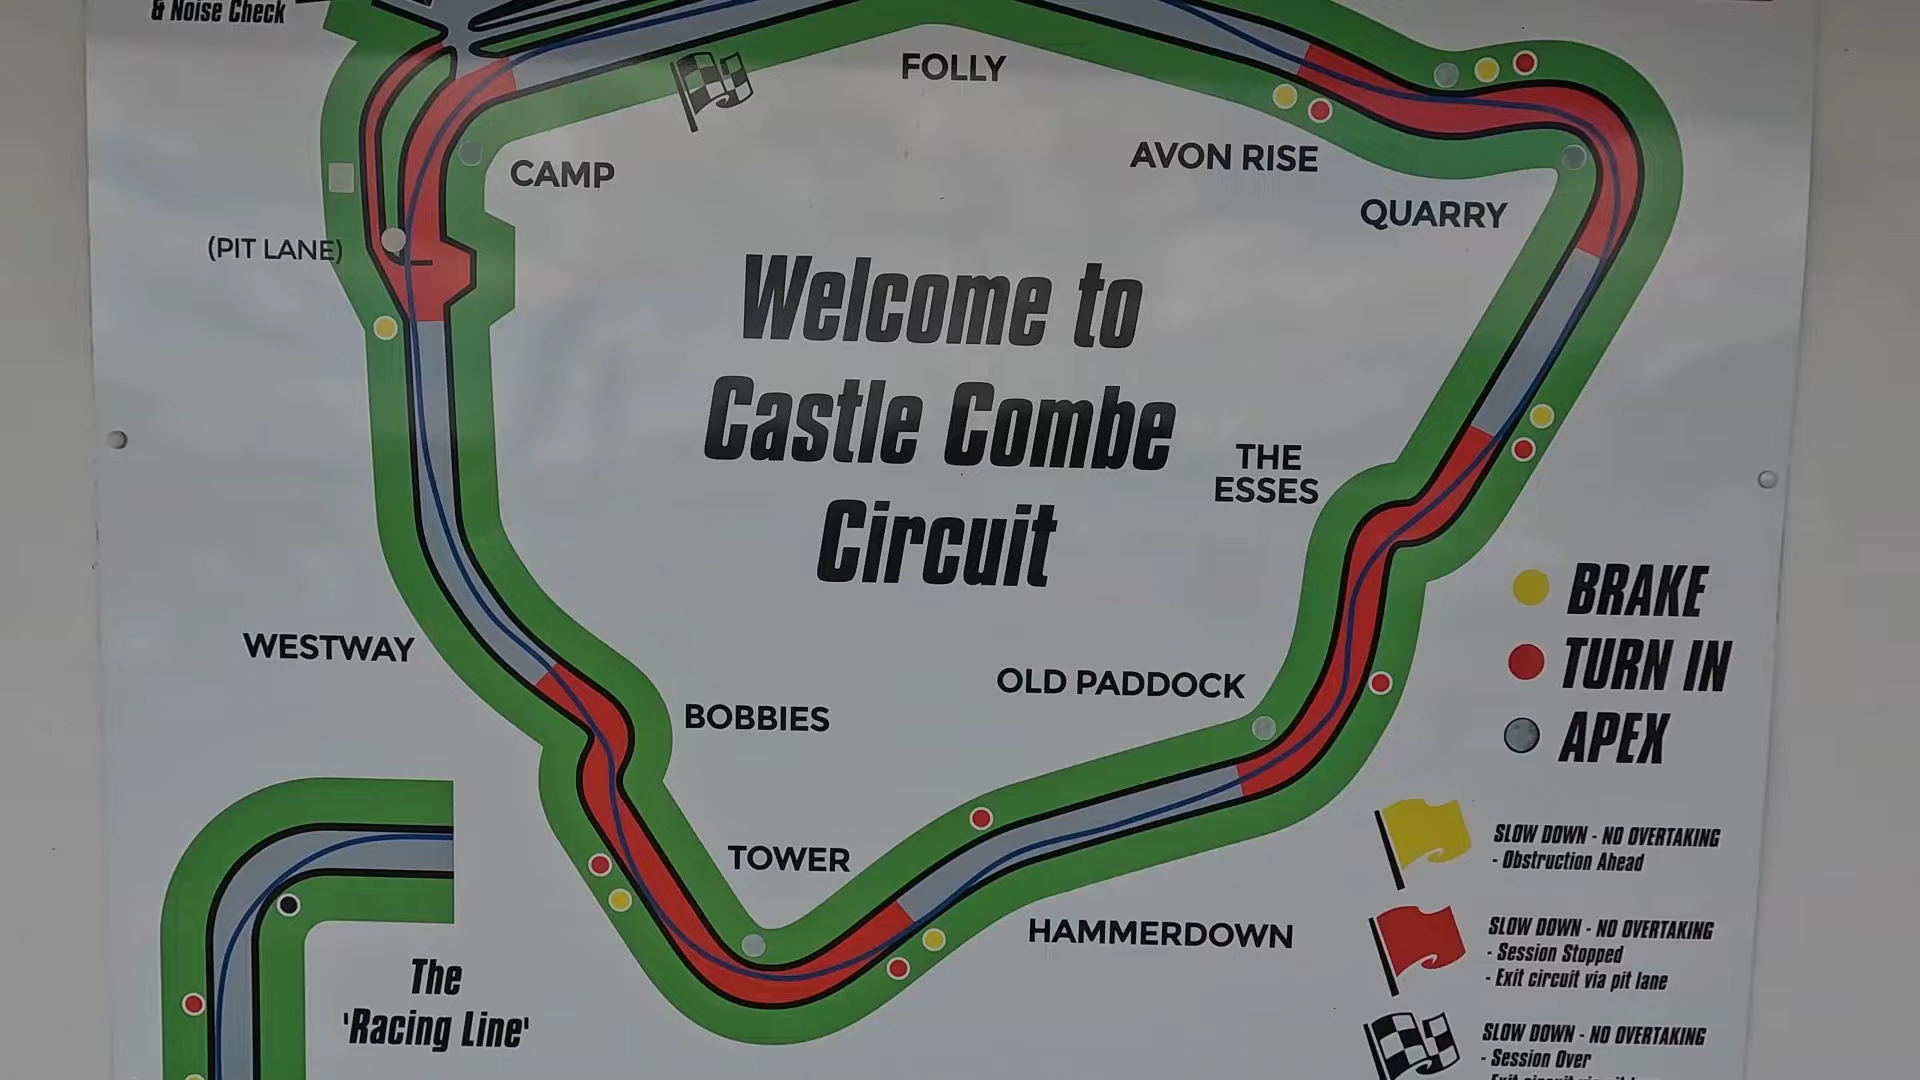 & Noise Check
FOLLY
CAMP
AVON RISE
QUARRY
(PIT LANE)
Welcome to
Castle Combe
Circuit
THE
ESSES
BRAKE
TURN IN
APEX
WESTWAY
OLD PADDOCK
BOBBIES
TOWER
HAMMERDOWN
SLOW DOWN - NO OVERTAKING
- Obstruction Ahead
SLOW DOWN - NO OVERTAKING
- Session Stopped
- Exit circuit via pit lane
The
'Racing Line'
SLOW DOWN - NO OVERTAKING
- Session Over